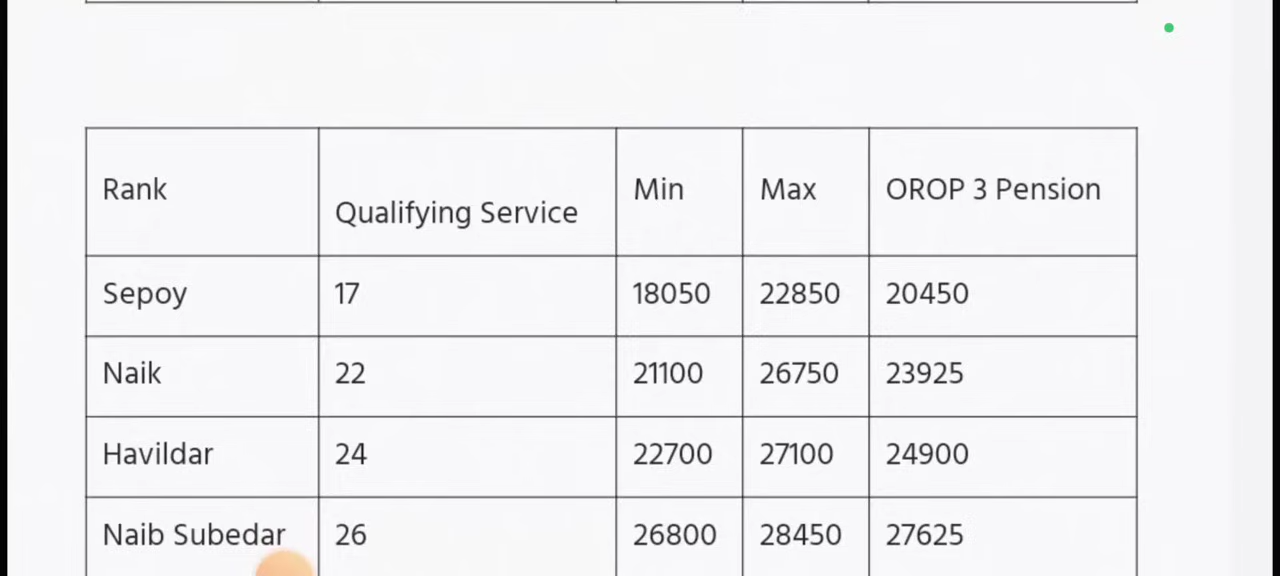 Rank Qualifying Service Min Max OROP 3 Pension
Sepoy 17 18050 22850 20450
Naik 22 21100 26750 23925
Havildar 24 22700 27100 24900
Naib Subedar 26 26800 28450 27625